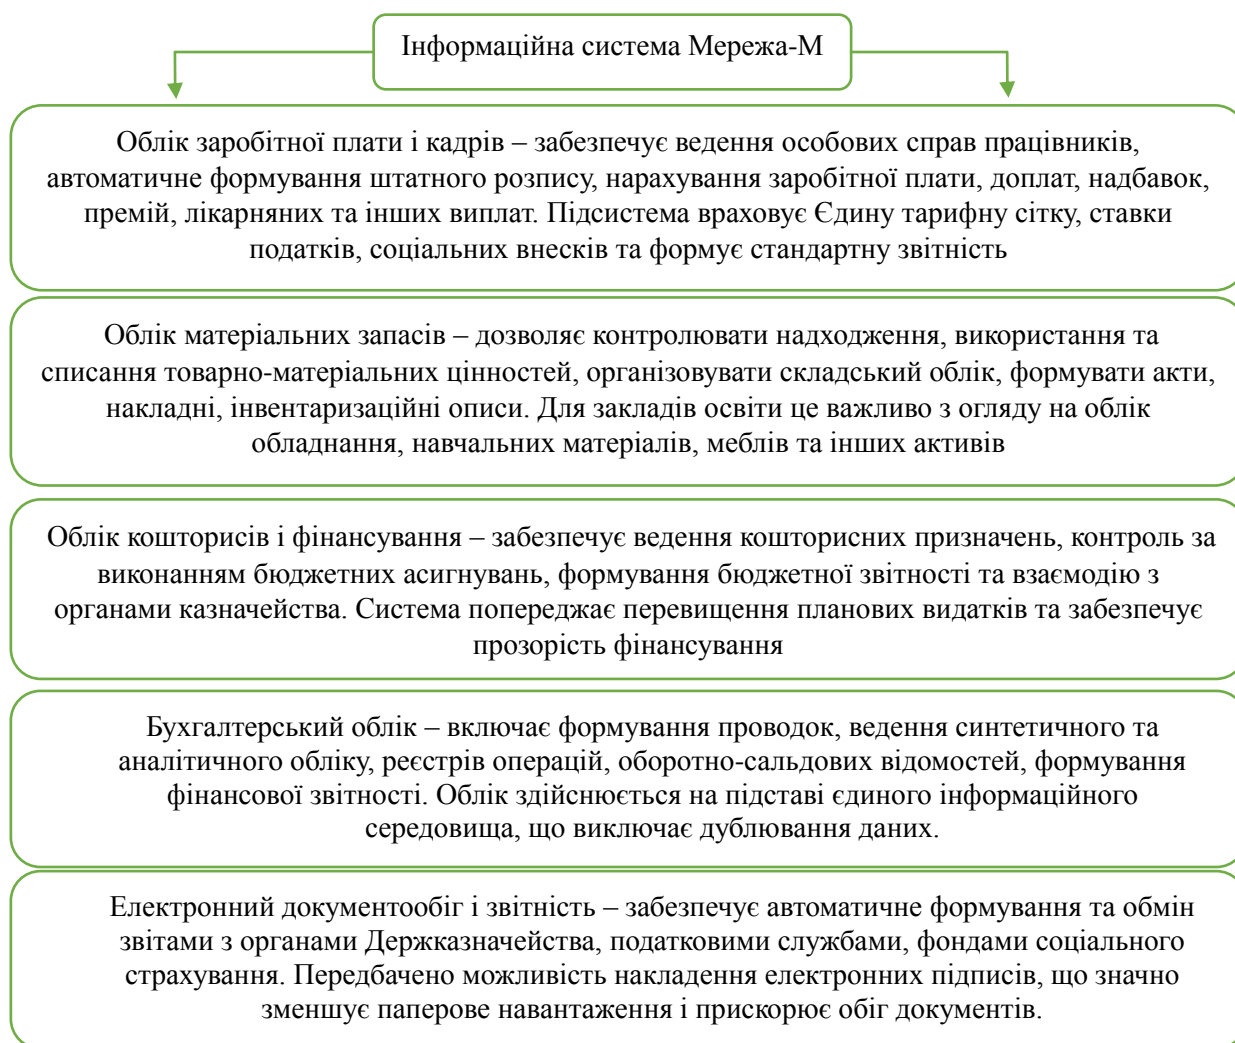 Інформаційна система Мережа-М
Облік заробітної плати і кадрів – забезпечує ведення особових справ працівників,
автоматичне формування штатного розпису, нарахування заробітної плати, доплат, надбавок,
премій, лікарняних та інших виплат. Підсистема враховує Єдину тарифну сітку, ставки
податків, соціальних внесків та формує стандартну звітність
Облік матеріальних запасів – дозволяє контролювати надходження, використання та
списання товарно-матеріальних цінностей, організовувати складський облік, формувати акти,
накладні, інвентаризаційні описи. Для закладів освіти це важливо з огляду на облік
обладнання, навчальних матеріалів, меблів та інших активів
Облік кошторисів і фінансування – забезпечує ведення кошторисних призначень, контроль за
виконанням бюджетних асигнувань, формування бюджетної звітності та взаємодію з
органами казначейства. Система попереджає перевищення планових видатків та забезпечує
прозорість фінансування
Бухгалтерський облік – включає формування проводок, ведення синтетичного та
аналітичного обліку, реєстрів операцій, оборотно-сальдових відомостей, формування
фінансової звітності. Облік здійснюється на підставі єдиного інформаційного
середовища, що виключає дублювання даних.
Електронний документообіг і звітність – забезпечує автоматичне формування та обмін
звітами з органами Держказначейства, податковими службами, фондами соціального
страхування. Передбачено можливість накладення електронних підписів, що значно
зменшує паперове навантаження і прискорює обіг документів.